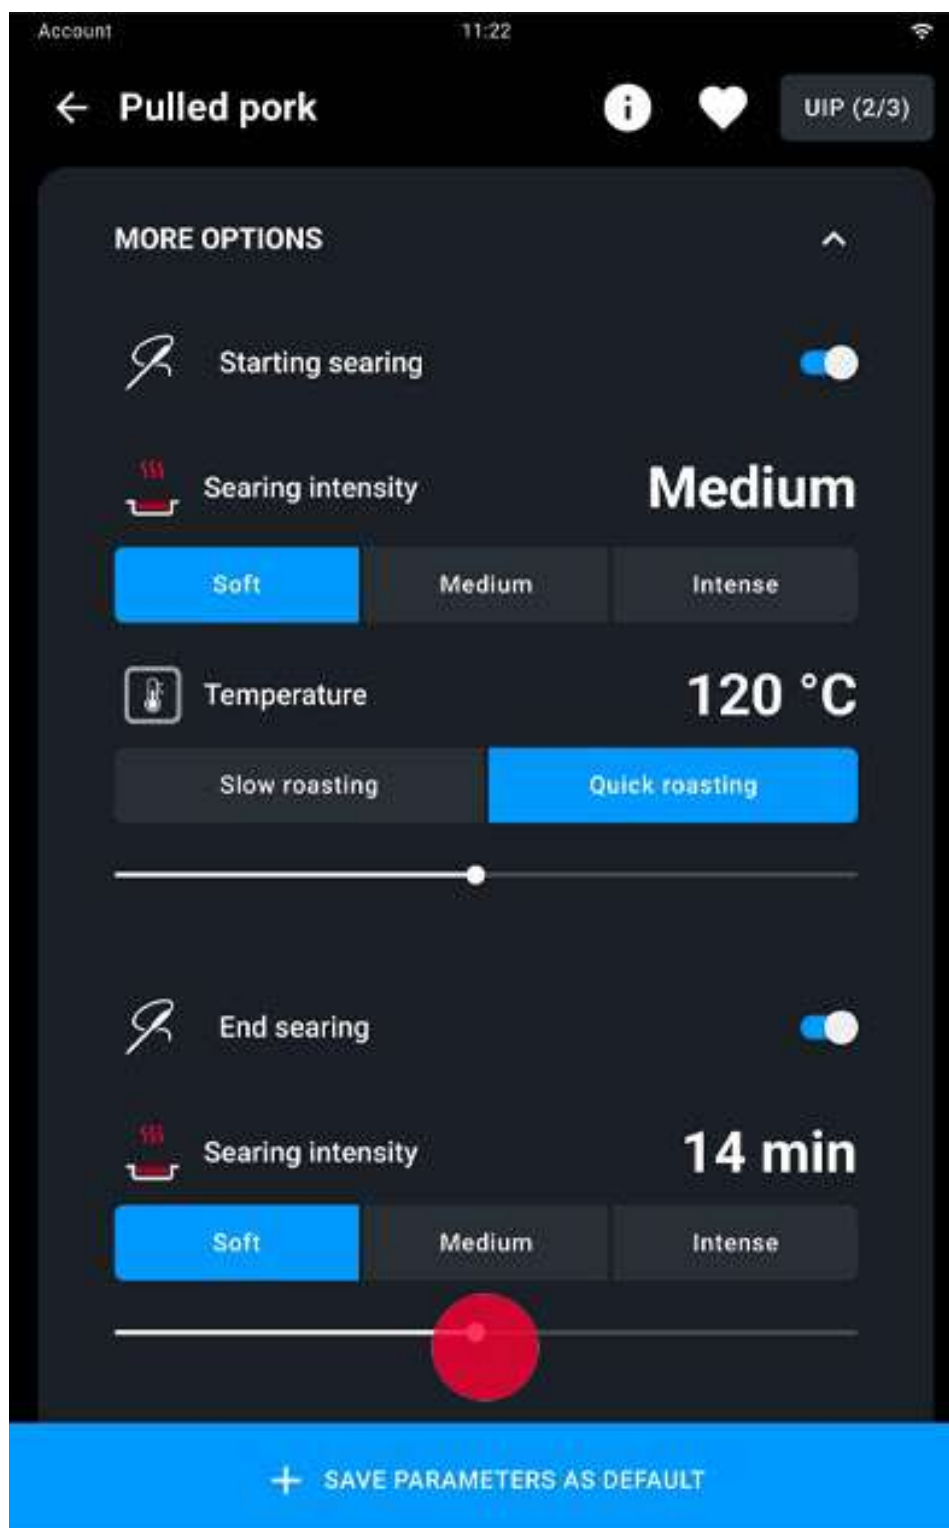 Account 11:22
Pulled pork UIP (2/3)
MORE OPTIONS
Starting searing
Searing intensity Medium
Soft Medium Intense
Temperature 120 °C
Slow roasting Quick roasting
End searing
Searing intensity 14 min
Soft Medium Intense
+ SAVE PARAMETERS AS DEFAULT